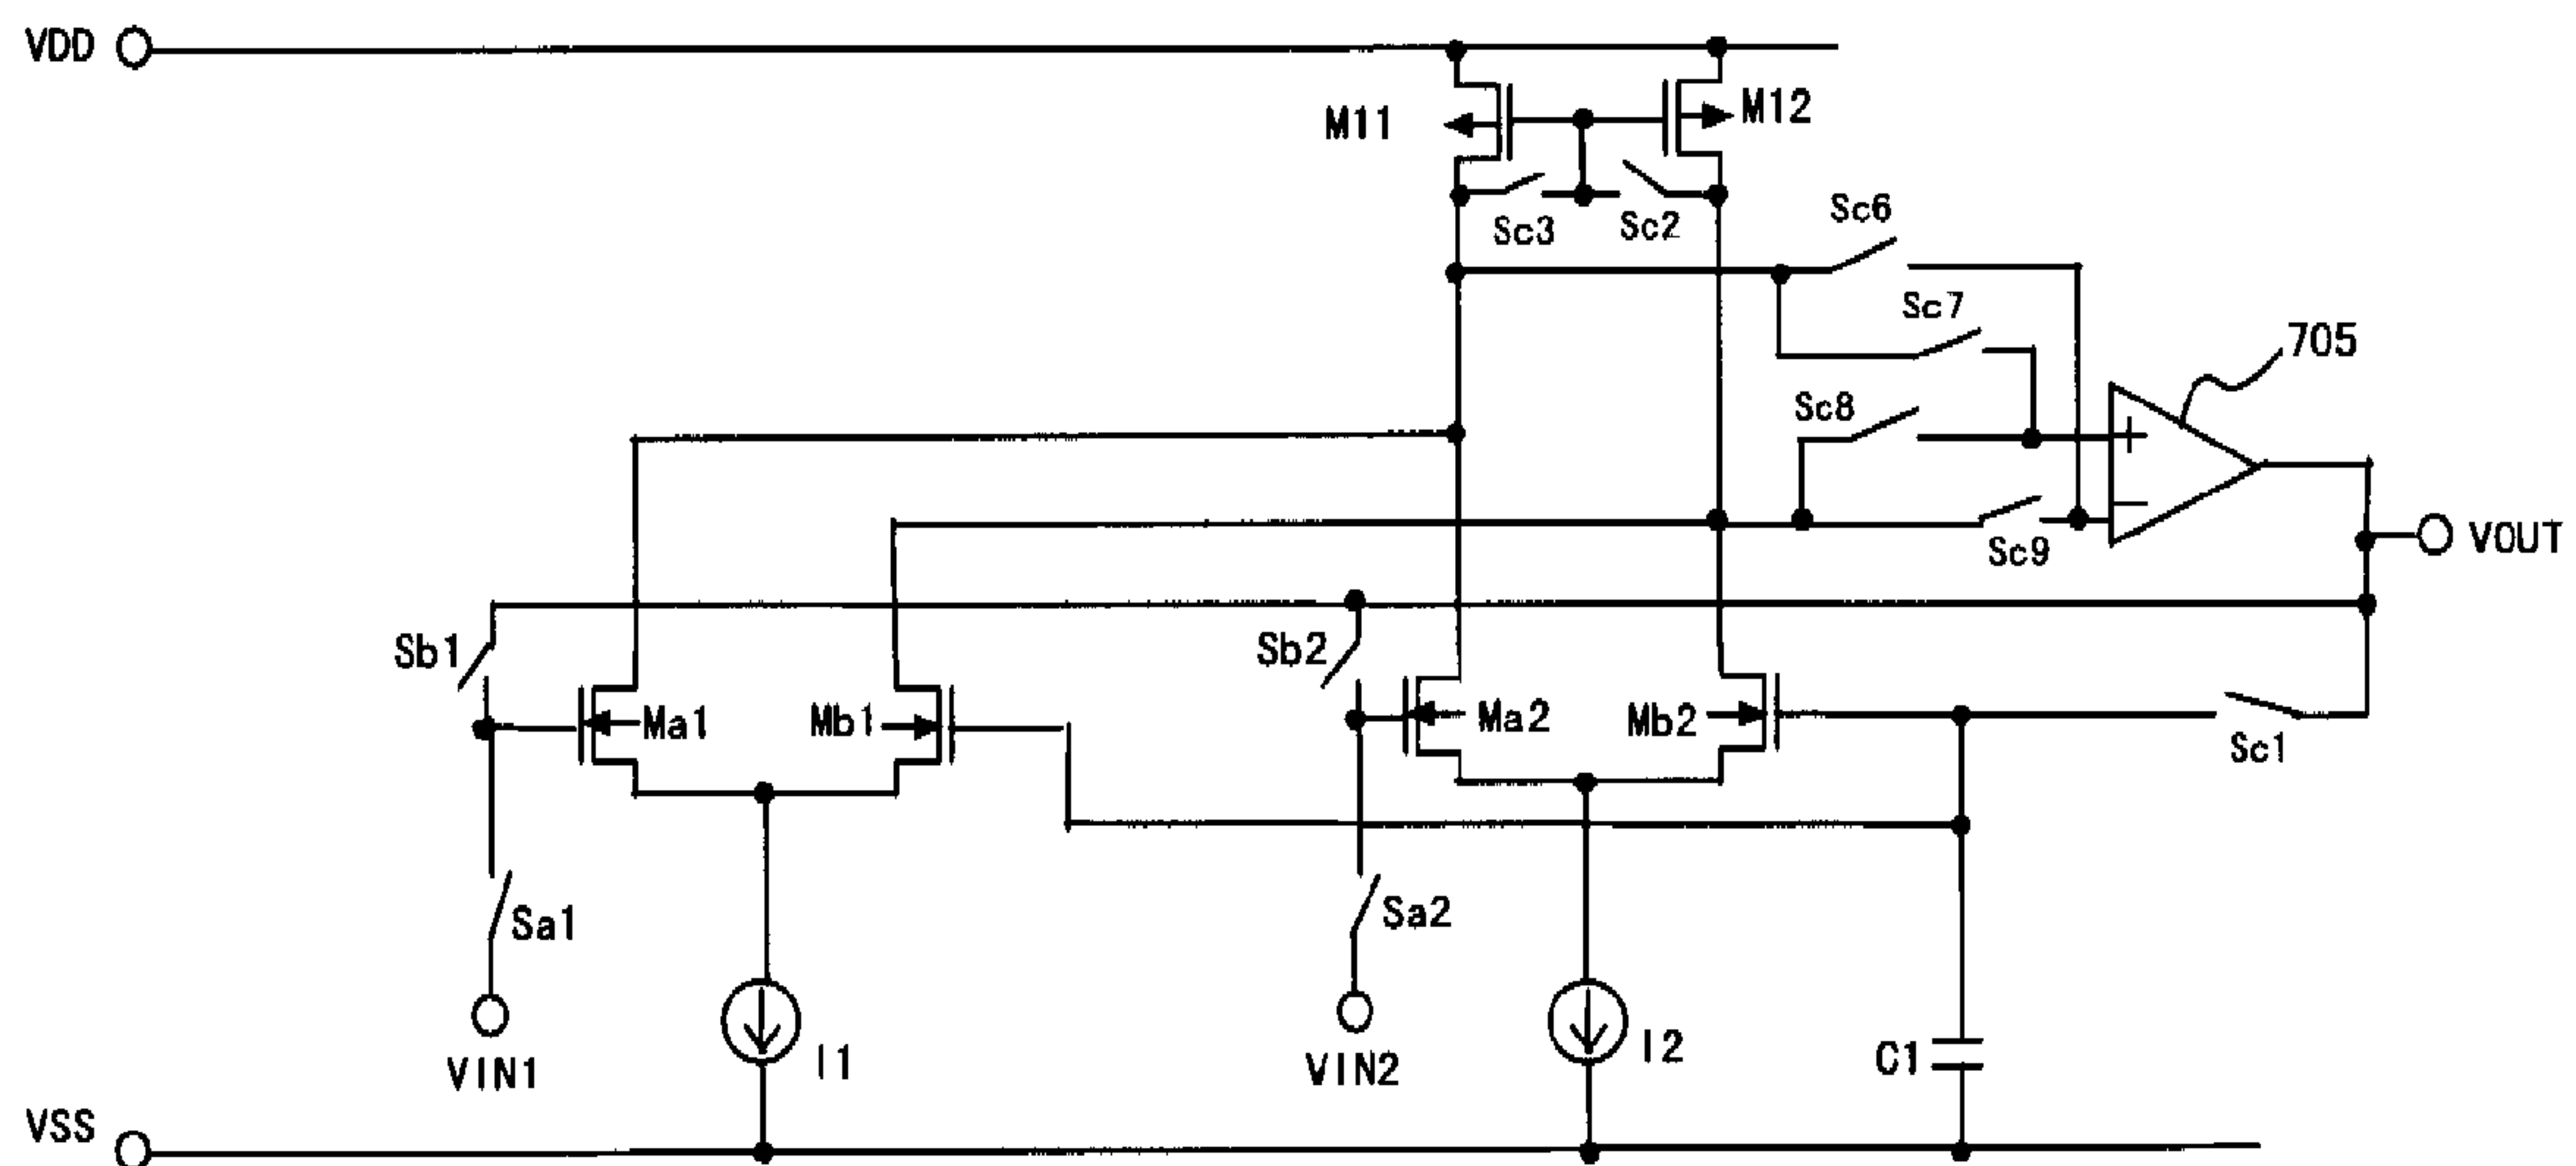 VDD
M11
M12
Sc3
Sc2
Sc6
Sc7
705
Sc8
+
−
Sc9
VOUT
Sb1
Sb2
Ma1
Mb1
Ma2
Mb2
Sc1
Sa1
Sa2
VIN1
I1
VIN2
I2
C1
VSS